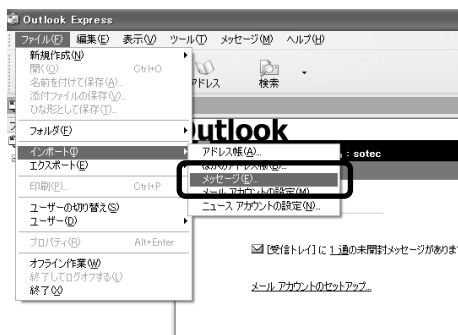 Outlook Express
ファイル(F) 編集(E) 表示(V) ツール(T) メッセージ(M) ヘルプ(H)
新規作成(N)
開く(O) Ctrl+O
名前を付けて保存(A)...
添付ファイルの保存(V)...
ひな形として保存(T)...
ドレス 検索
フォルダ(F)
utlook
インポート(I)
エクスポート(E)
アドレス帳(A)...
: sotec
ほかのアドレス帳(B)...
メッセージ(E)...
メール アカウントの設定(M)...
ニュース アカウントの設定(N)...
印刷(P)... Ctrl+P
ユーザーの切り替え(S)
ユーザー(D)
プロパティ(R) Alt+Enter
オフライン作業(W)
終了してログオフする(L)
終了(X)
[受信トレイ] に 1 通の未開封メッセージがありま
メール アカウントのセットアップ...